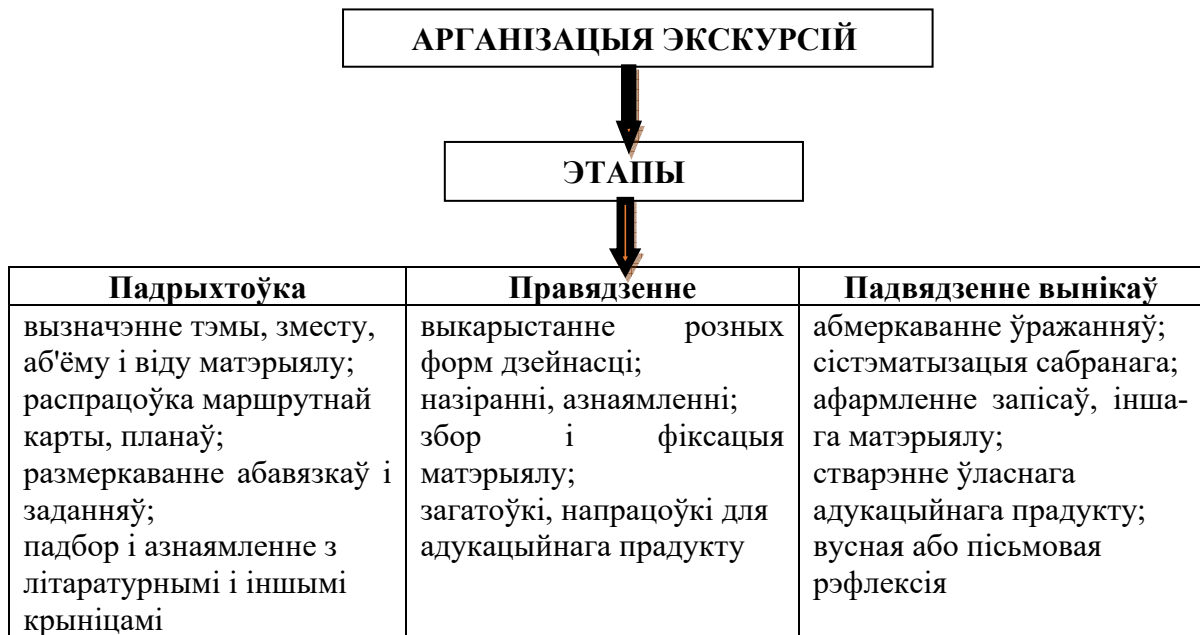 АРГАНІЗАЦЫЯ ЭКСКУРСІЙ
ЭТАПЫ
Падрыхтоўка
вызначэнне тэмы, зместу,
аб'ёму і віду матэрыялу;
распрацоўка маршрутнай
карты, планаў;
размеркаванне абавязкаў і
заданняў;
падбор і азнаямленне з
літаратурнымі і іншымі
крыніцамі
Правядзенне
выкарыстанне розных
форм дзейнасці;
назіранні, азнаямленні;
збор і фіксацыя
матэрыялу;
загатоўкі, напрацоўкі для
адукацыйнага прадукту
Падвядзенне вынікаў
абмеркаванне ўражанняў;
сістэматызацыя сабранага;
афармленне запісаў, інша-
га матэрыялу;
стварэнне ўласнага
адукацыйнага прадукту;
вусная або пісьмовая
рэфлексія